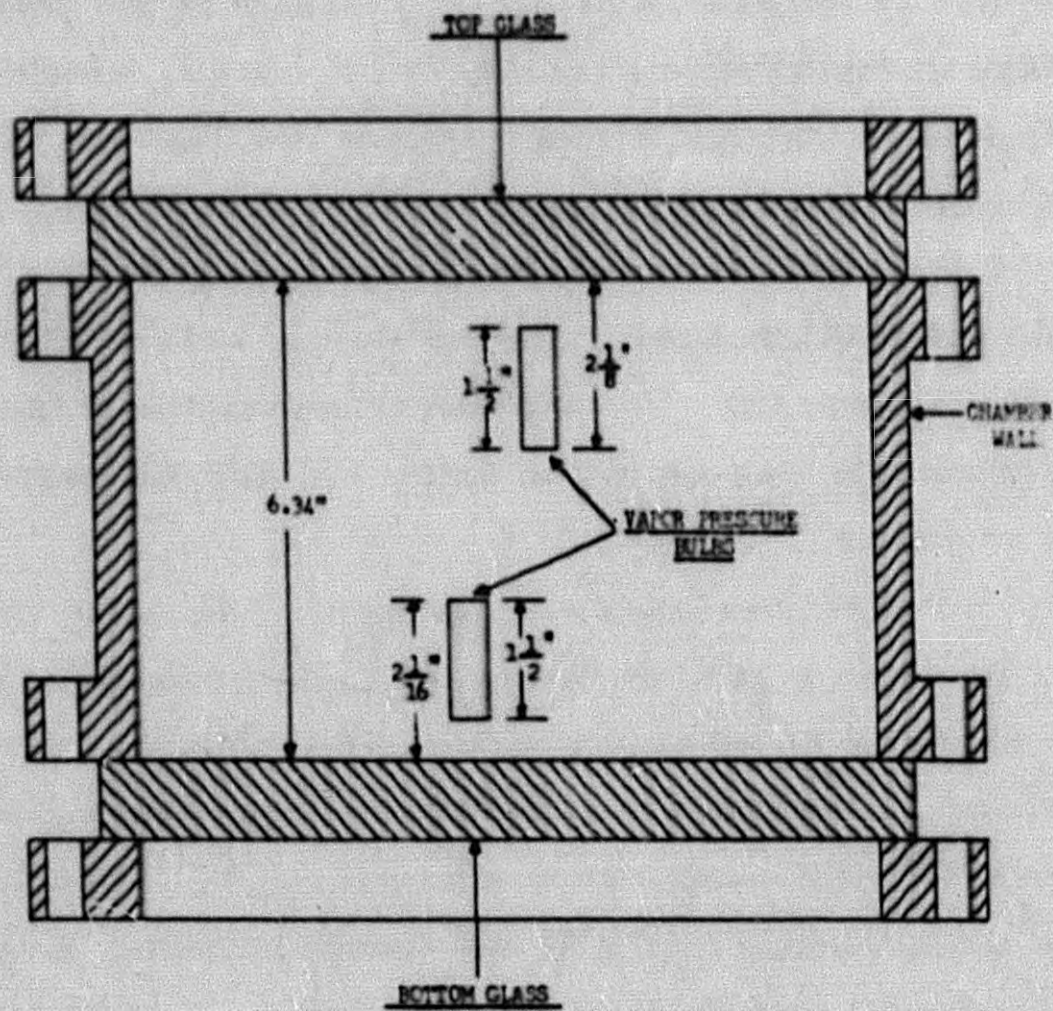 TOP GLASS
1 1/2"
2 1/8"
CHAMBER
WALL
6.34"
VAPOR PRESSURE
BULBS
2 1/16"
1 1/2"
BOTTOM GLASS